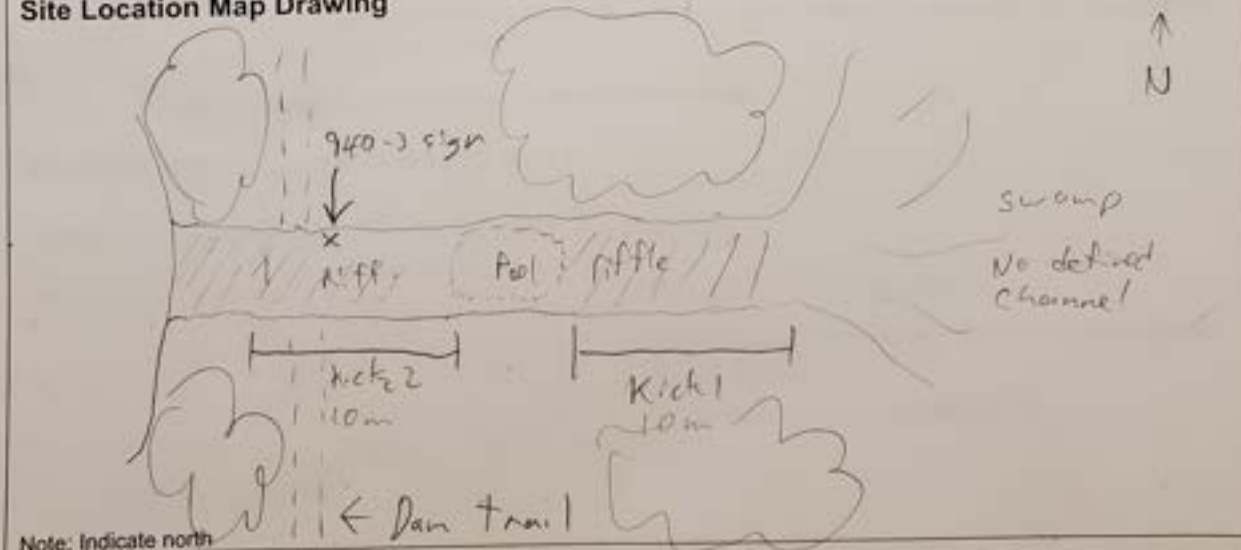 Site Location Map Drawing
N
940-3 sign
x
Riff.
Pool
riffle
swamp
No defined
channel
kick 2
10m
Kick 1
10m
← Dam trail
Note: Indicate north